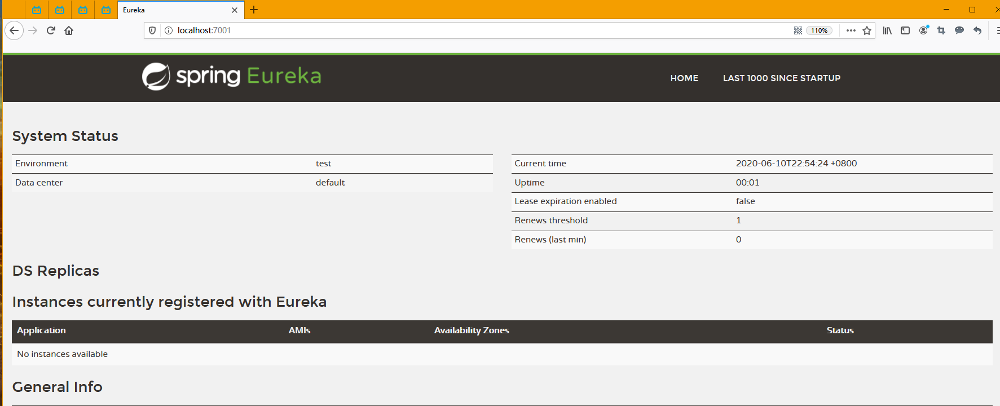 Eureka
localhost:7001
110%
spring Eureka
HOME
LAST 1000 SINCE STARTUP
System Status
Environment test
Data center default
Current time 2020-06-10T22:54:24 +0800
Uptime 00:01
Lease expiration enabled false
Renews threshold 1
Renews (last min) 0
DS Replicas
Instances currently registered with Eureka
Application AMIs Availability Zones Status
No instances available
General Info